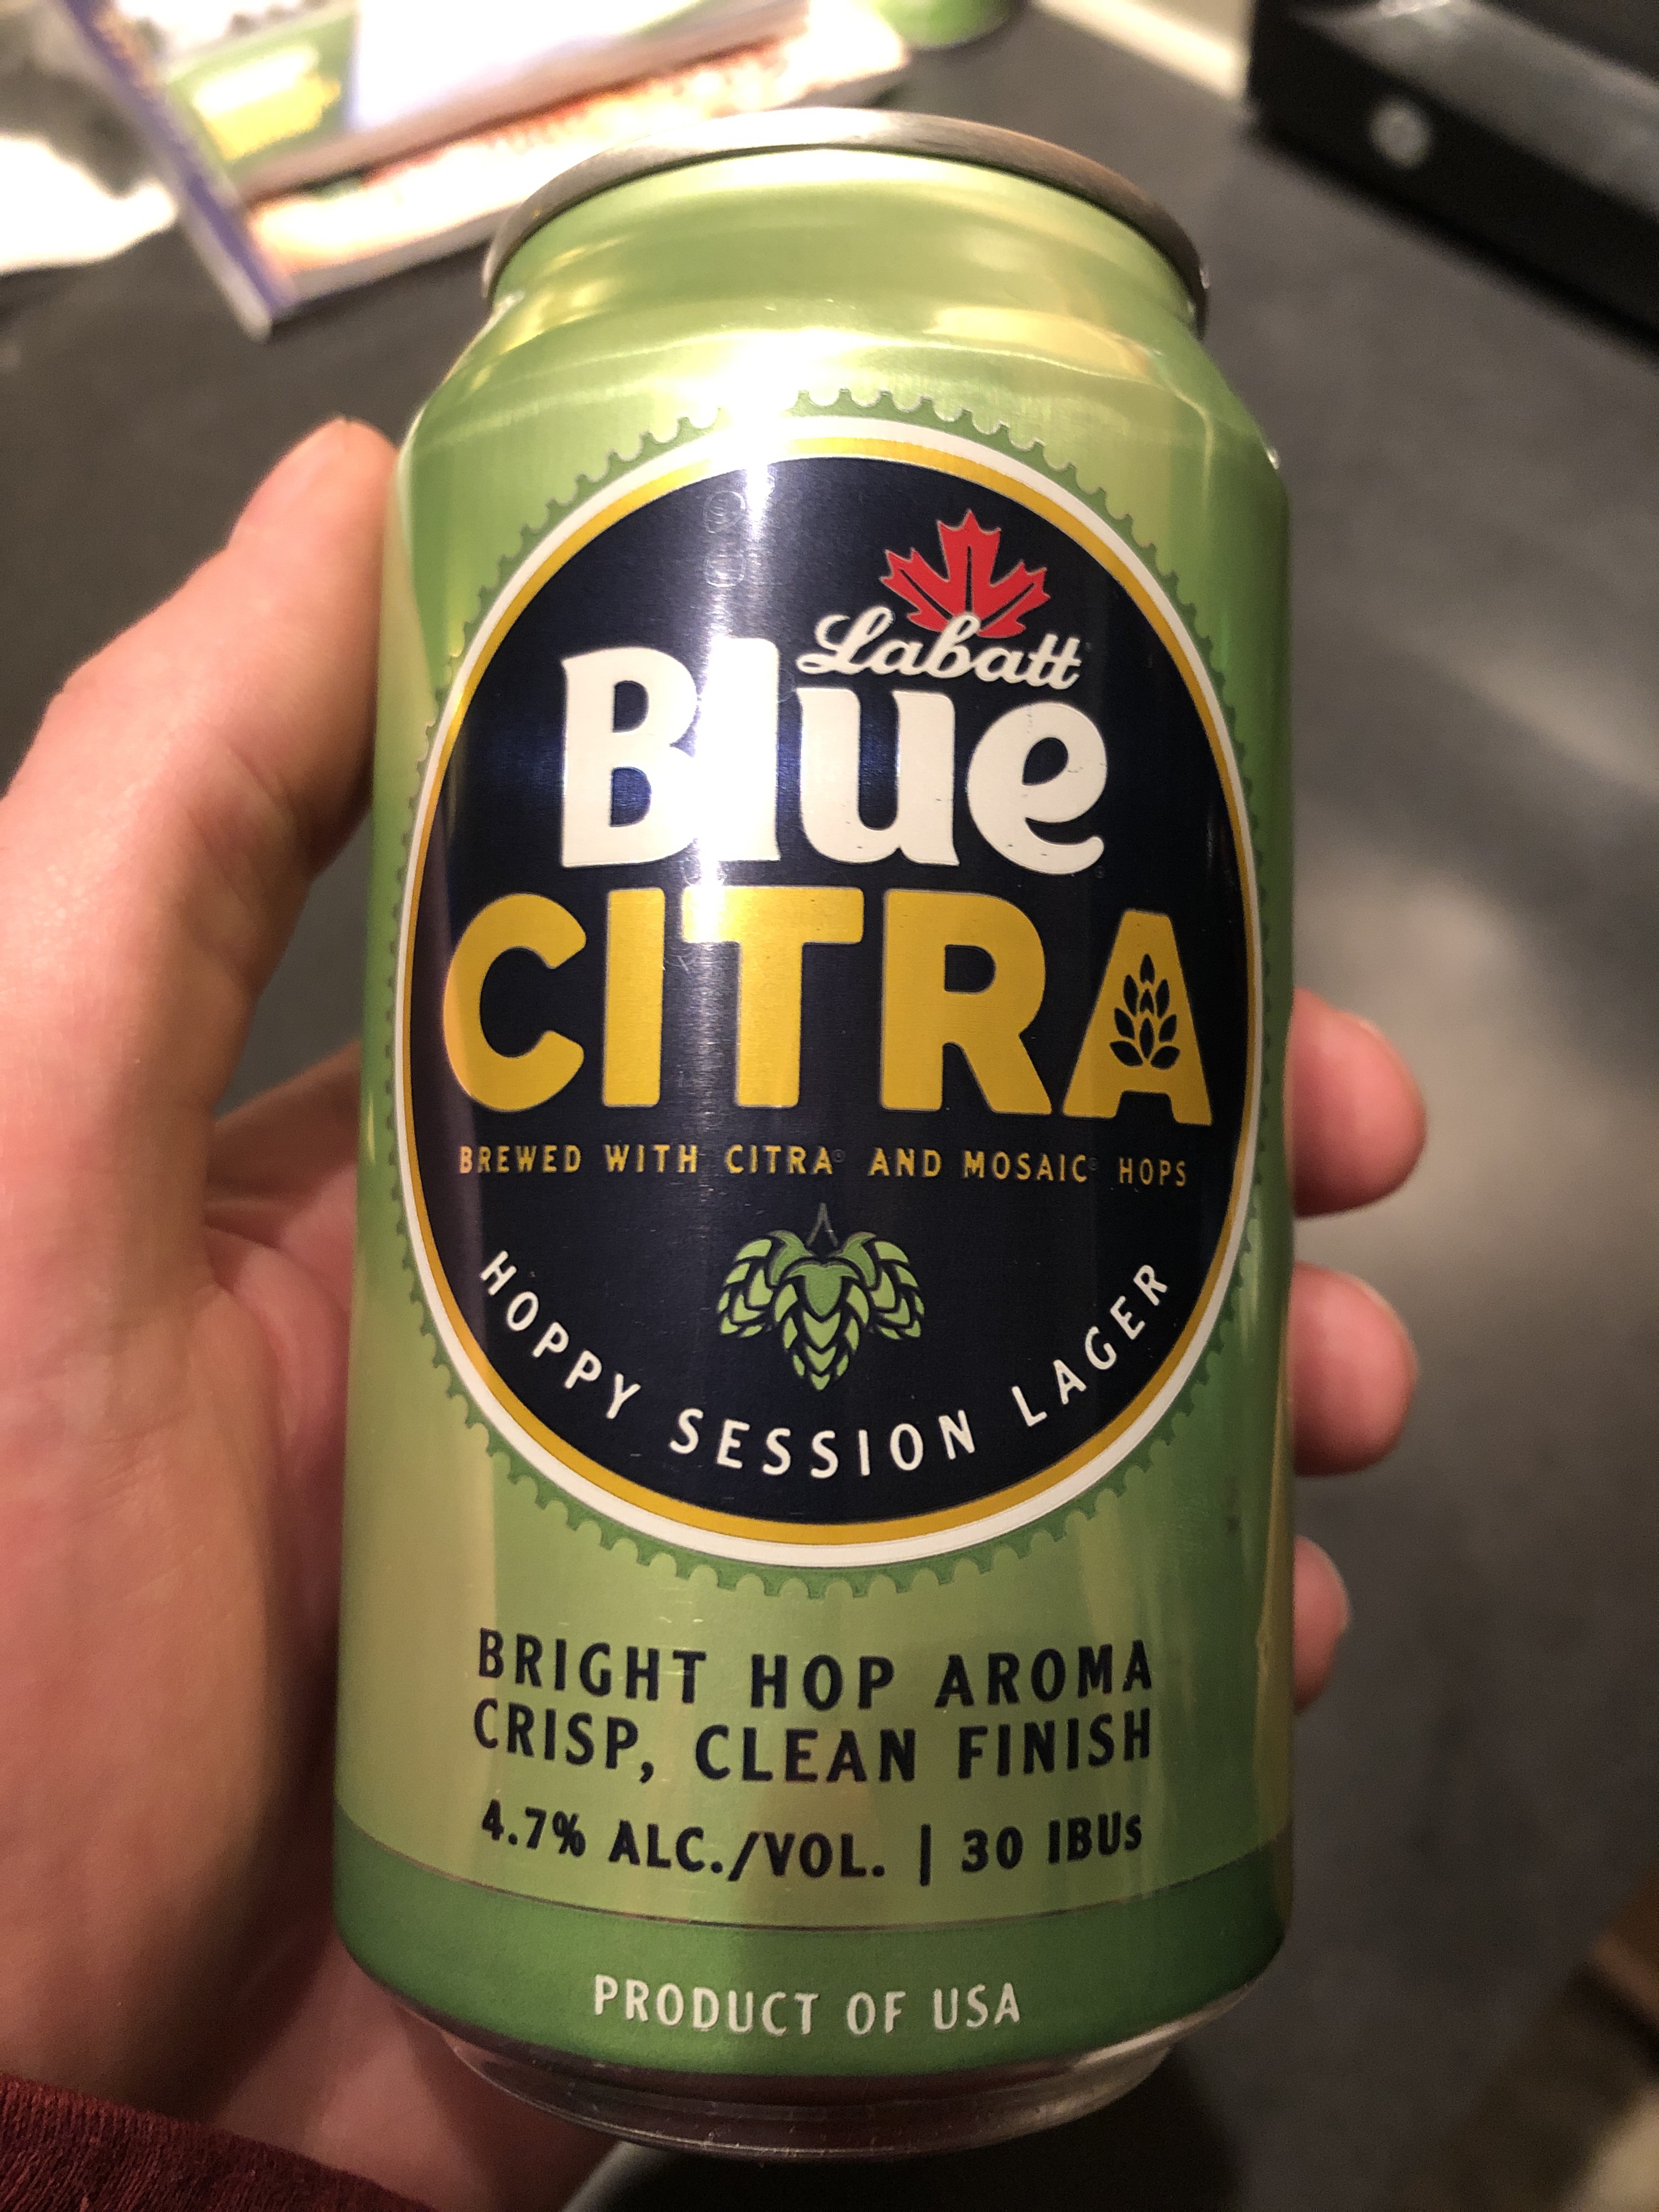 Labatt
Blue
CITRA
BREWED WITH CITRA® AND MOSAIC® HOPS
HOPPY SESSION LAGER
BRIGHT HOP AROMA
CRISP, CLEAN FINISH
4.7% ALC./VOL. | 30 IBUs
PRODUCT OF USA